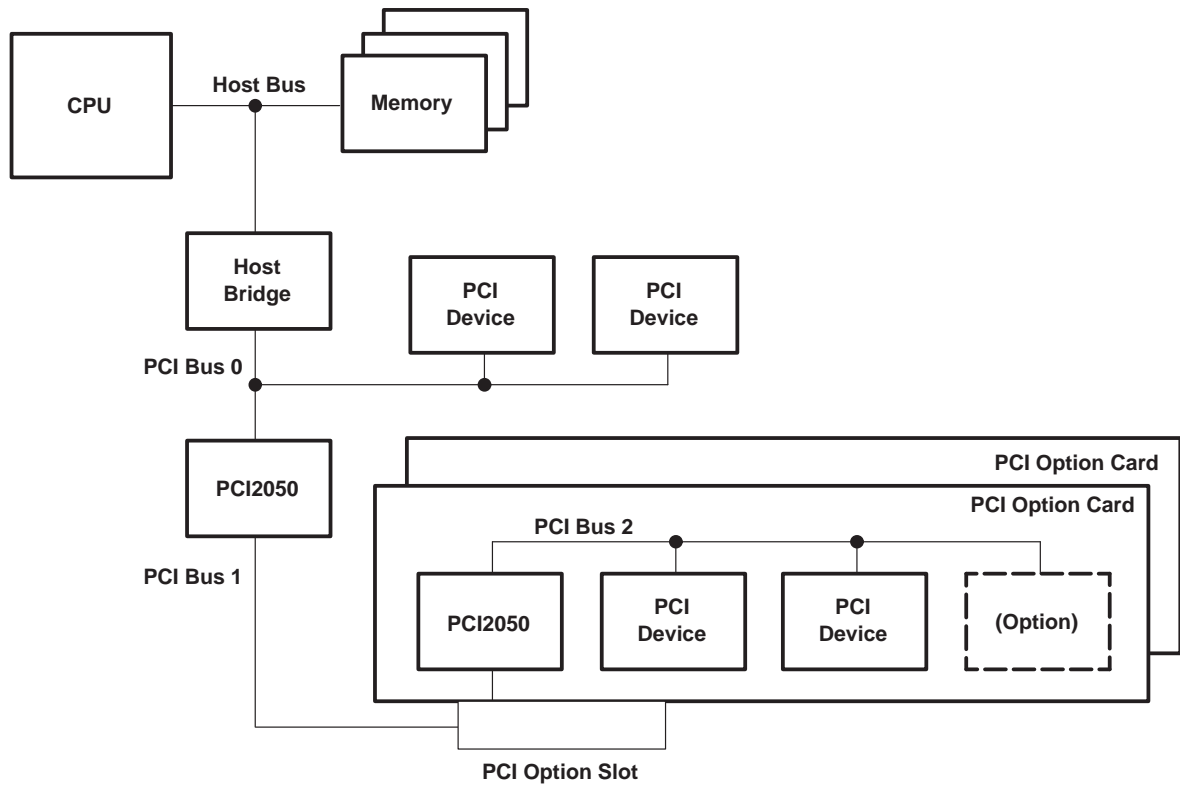 Host Bus
CPU
Memory
Host
Bridge
PCI
Device
PCI
Device
PCI Bus 0
PCI2050
PCI Option Card
PCI Option Card
PCI Bus 2
PCI Bus 1
PCI2050
PCI
Device
PCI
Device
(Option)
PCI Option Slot